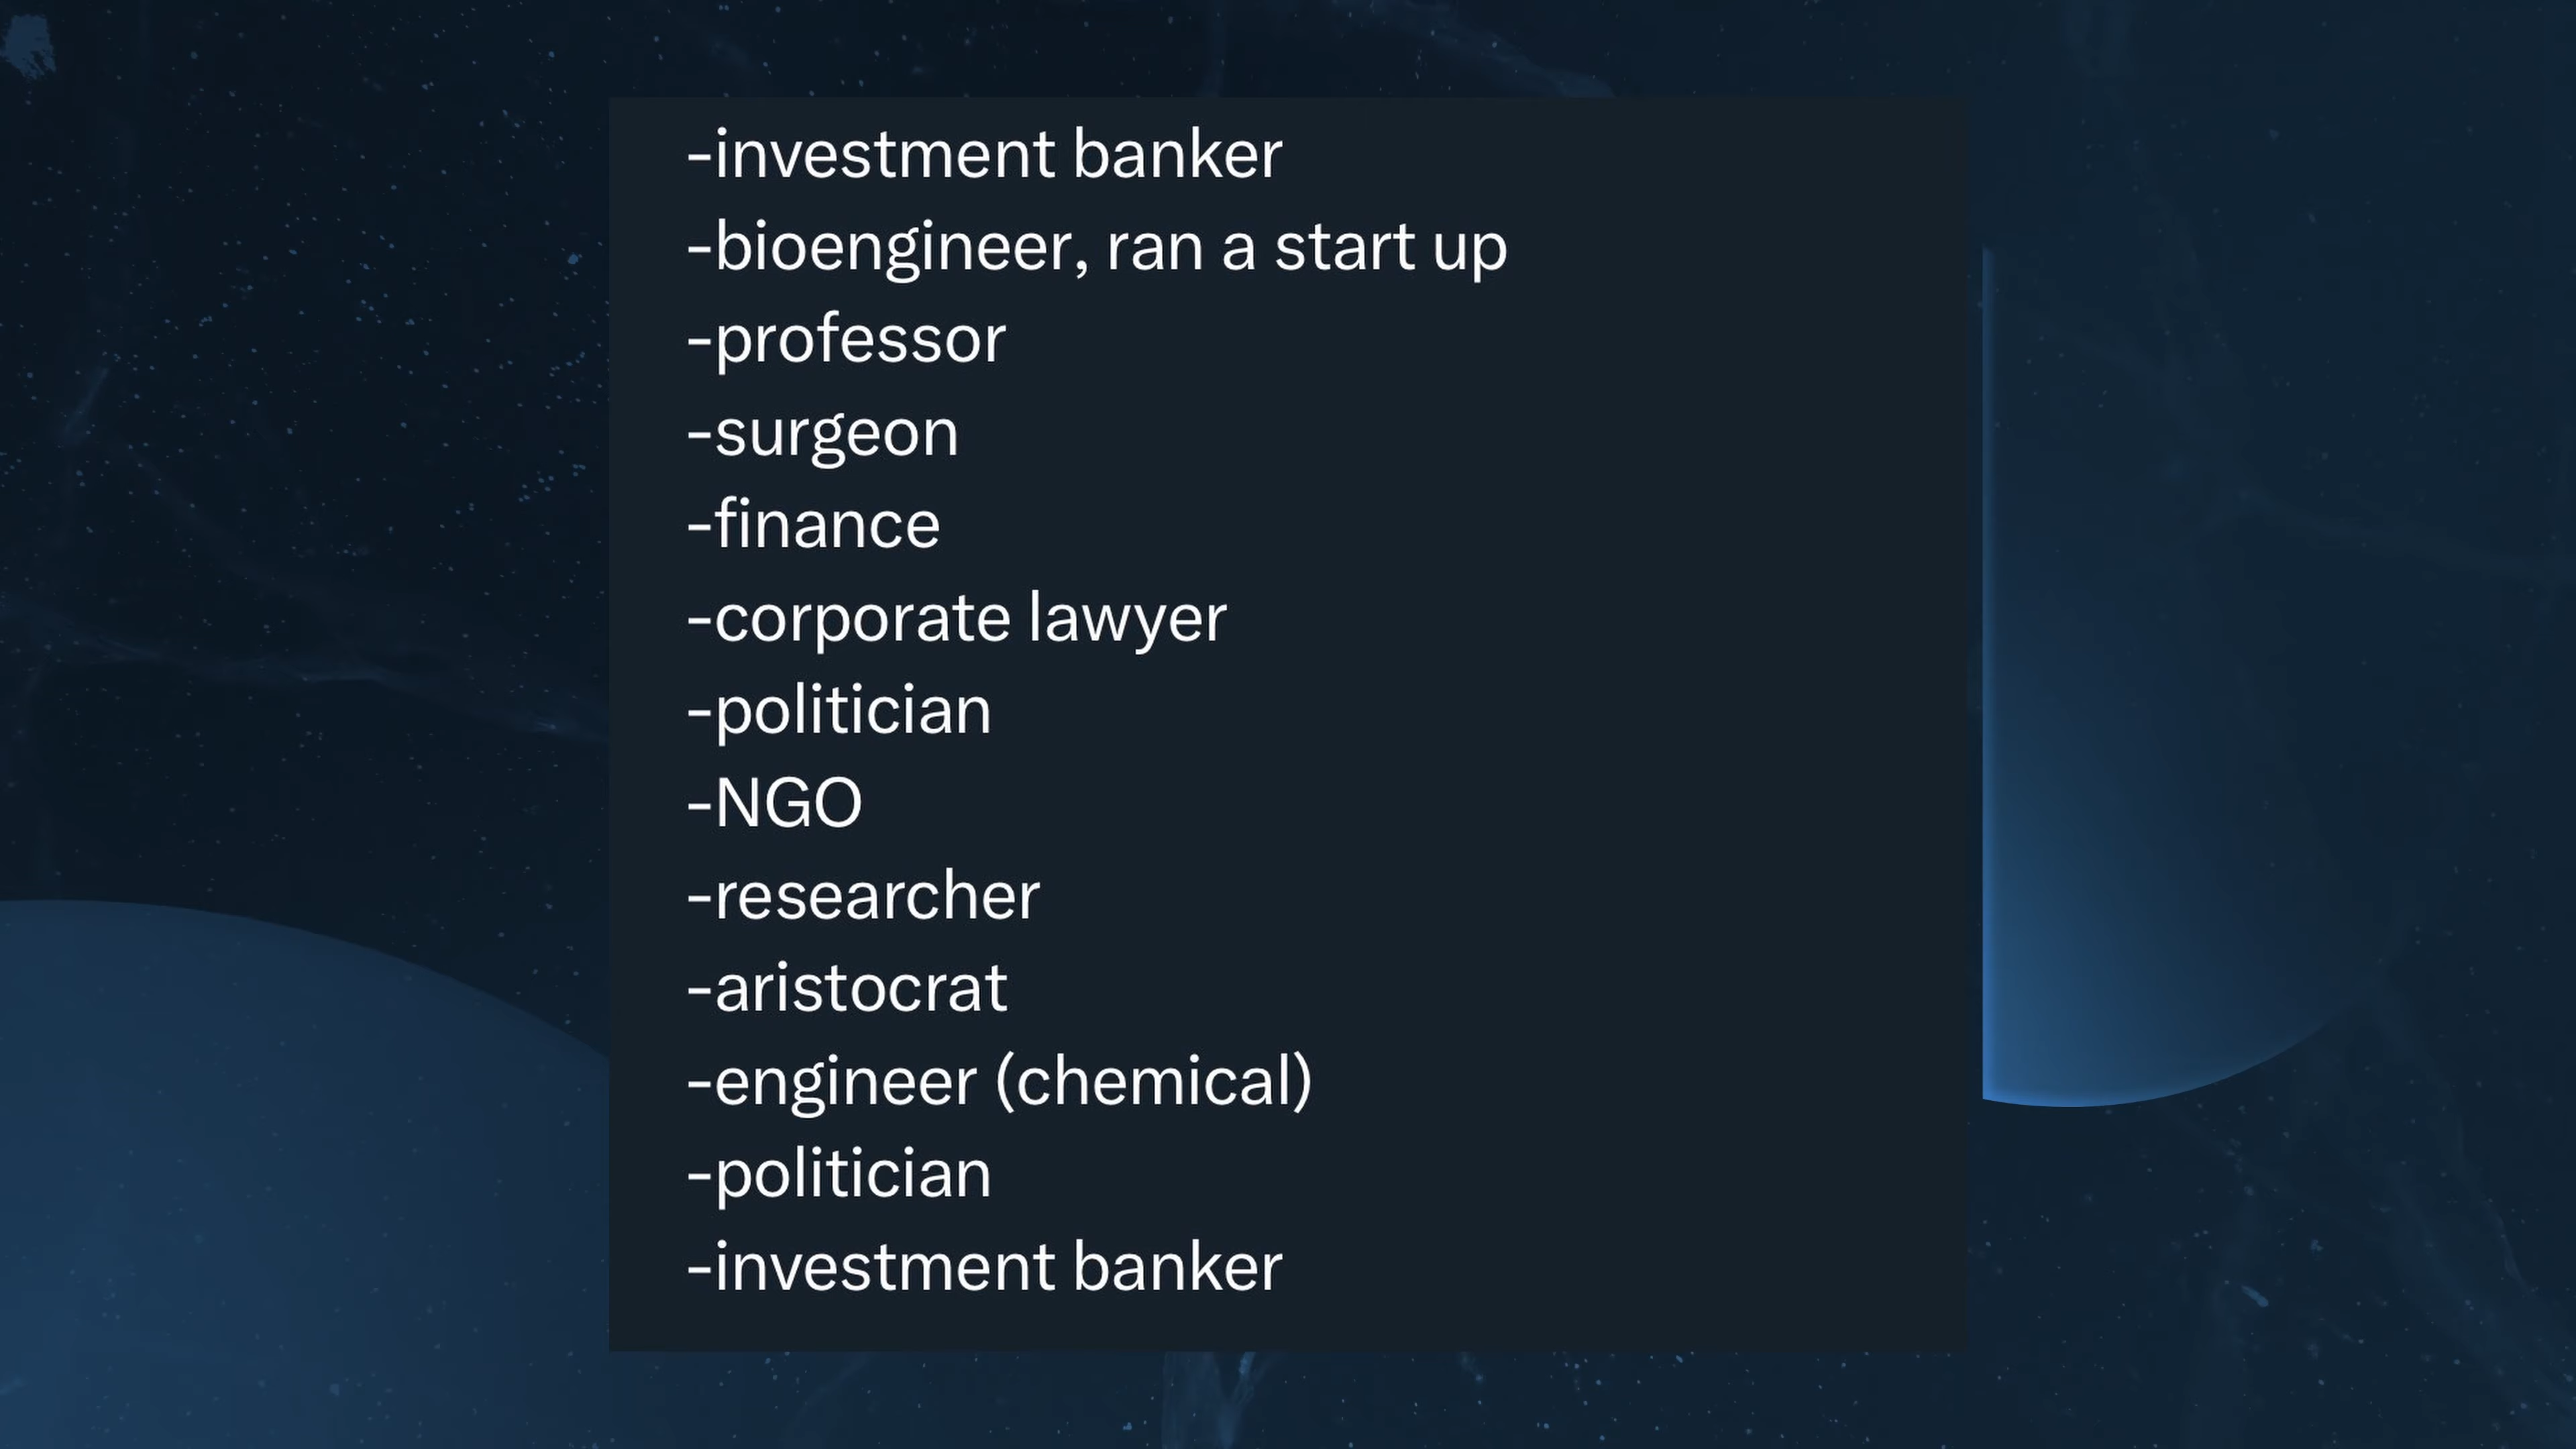 -investment banker
-bioengineer, ran a start up
-professor
-surgeon
-finance
-corporate lawyer
-politician
-NGO
-researcher
-aristocrat
-engineer (chemical)
-politician
-investment banker